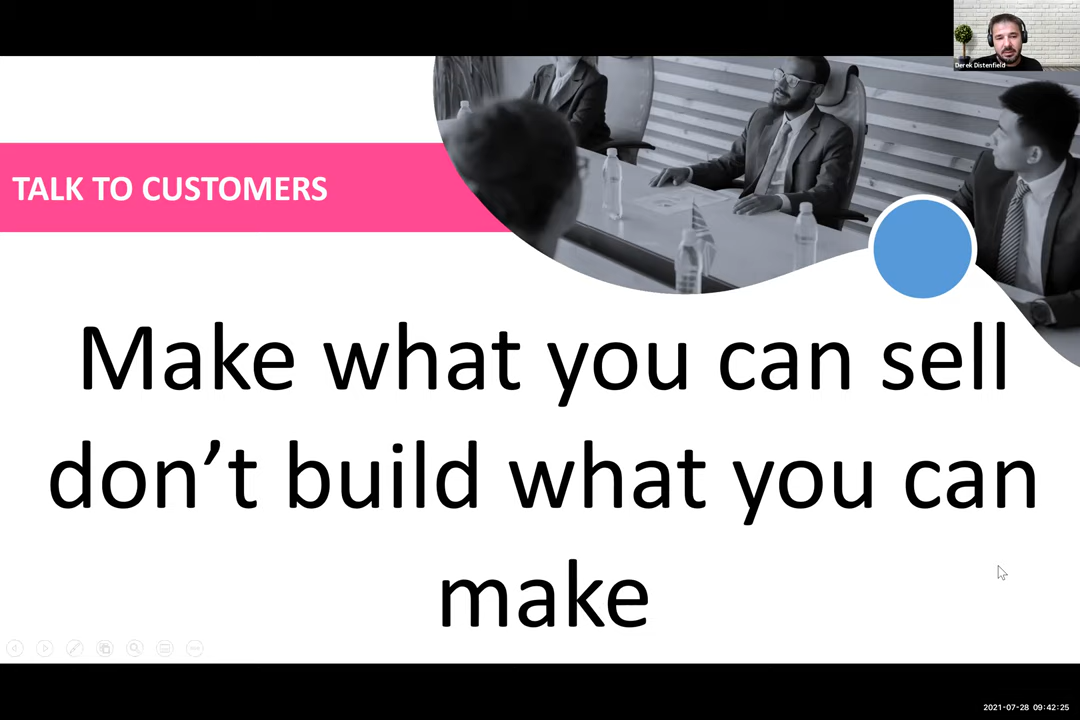 Derek Distenfield
TALK TO CUSTOMERS
Make what you can sell
don’t build what you can
make
2021-07-28 09:42:25